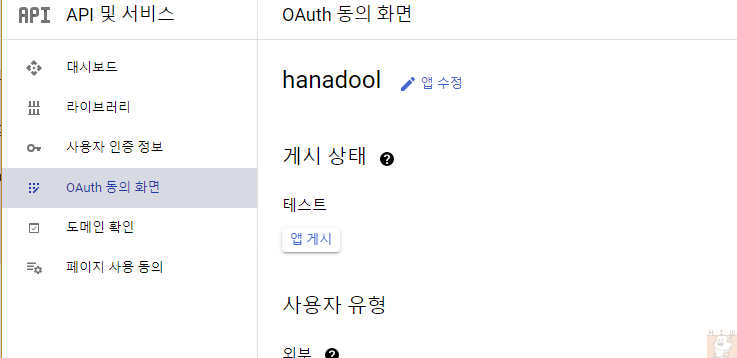 API API 및 서비스
OAuth 동의 화면
대시보드
라이브러리
사용자 인증 정보
OAuth 동의 화면
도메인 확인
페이지 사용 동의
hanadool
앱 수정
게시 상태
테스트
앱 게시
사용자 유형
외부
H I W